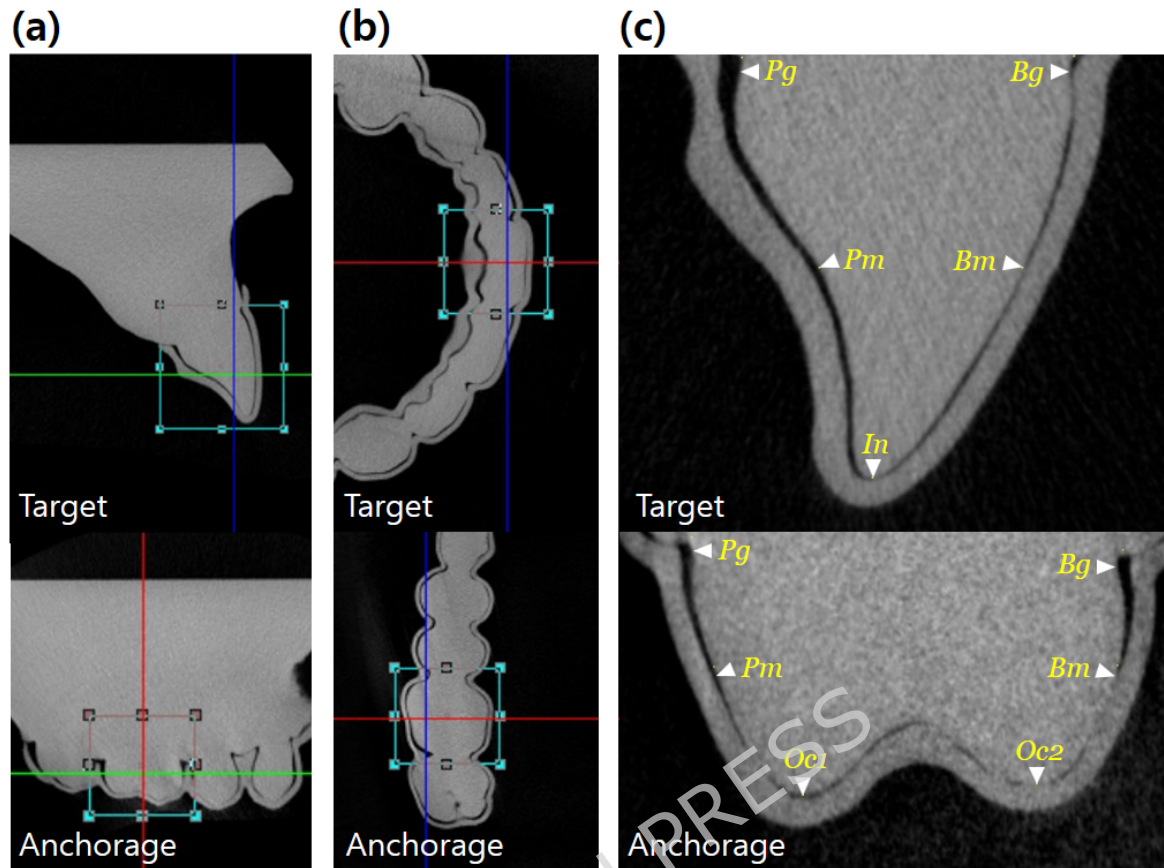 (a)
(b)
(c)
Target
Target
Pg
Bg
Pm
Bm
In
Target
Anchorage
Anchorage
Pg
Bg
Pm
Bm
Oc1
Oc2
Anchorage
PRESS